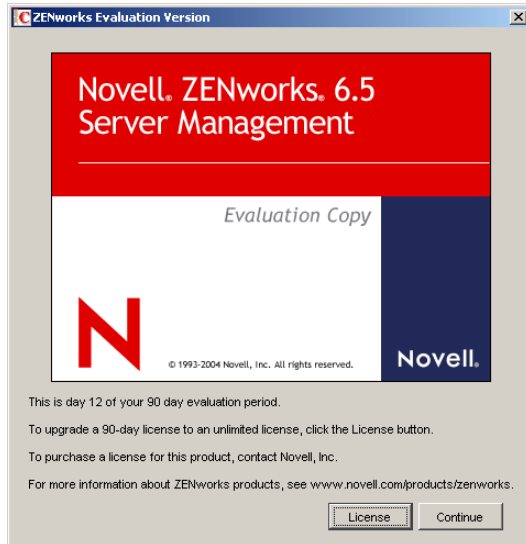 ZENworks Evaluation Version
Novell® ZENworks® 6.5
Server Management
Evaluation Copy
© 1993-2004 Novell, Inc. All rights reserved.
Novell®
This is day 12 of your 90 day evaluation period.
To upgrade a 90-day license to an unlimited license, click the License button.
To purchase a license for this product, contact Novell, Inc.
For more information about ZENworks products, see www.novell.com/products/zenworks.
License
Continue